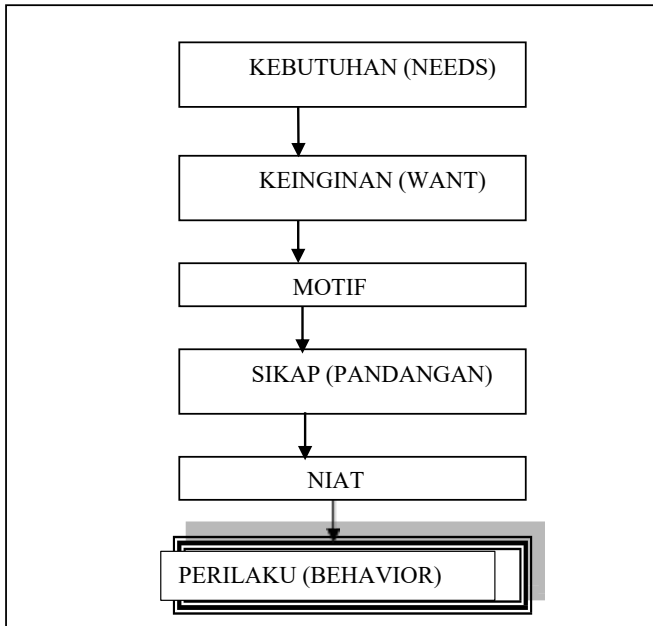 KEBUTUHAN (NEEDS)
KEINGINAN (WANT)
MOTIF
SIKAP (PANDANGAN)
NIAT
PERILAKU (BEHAVIOR)